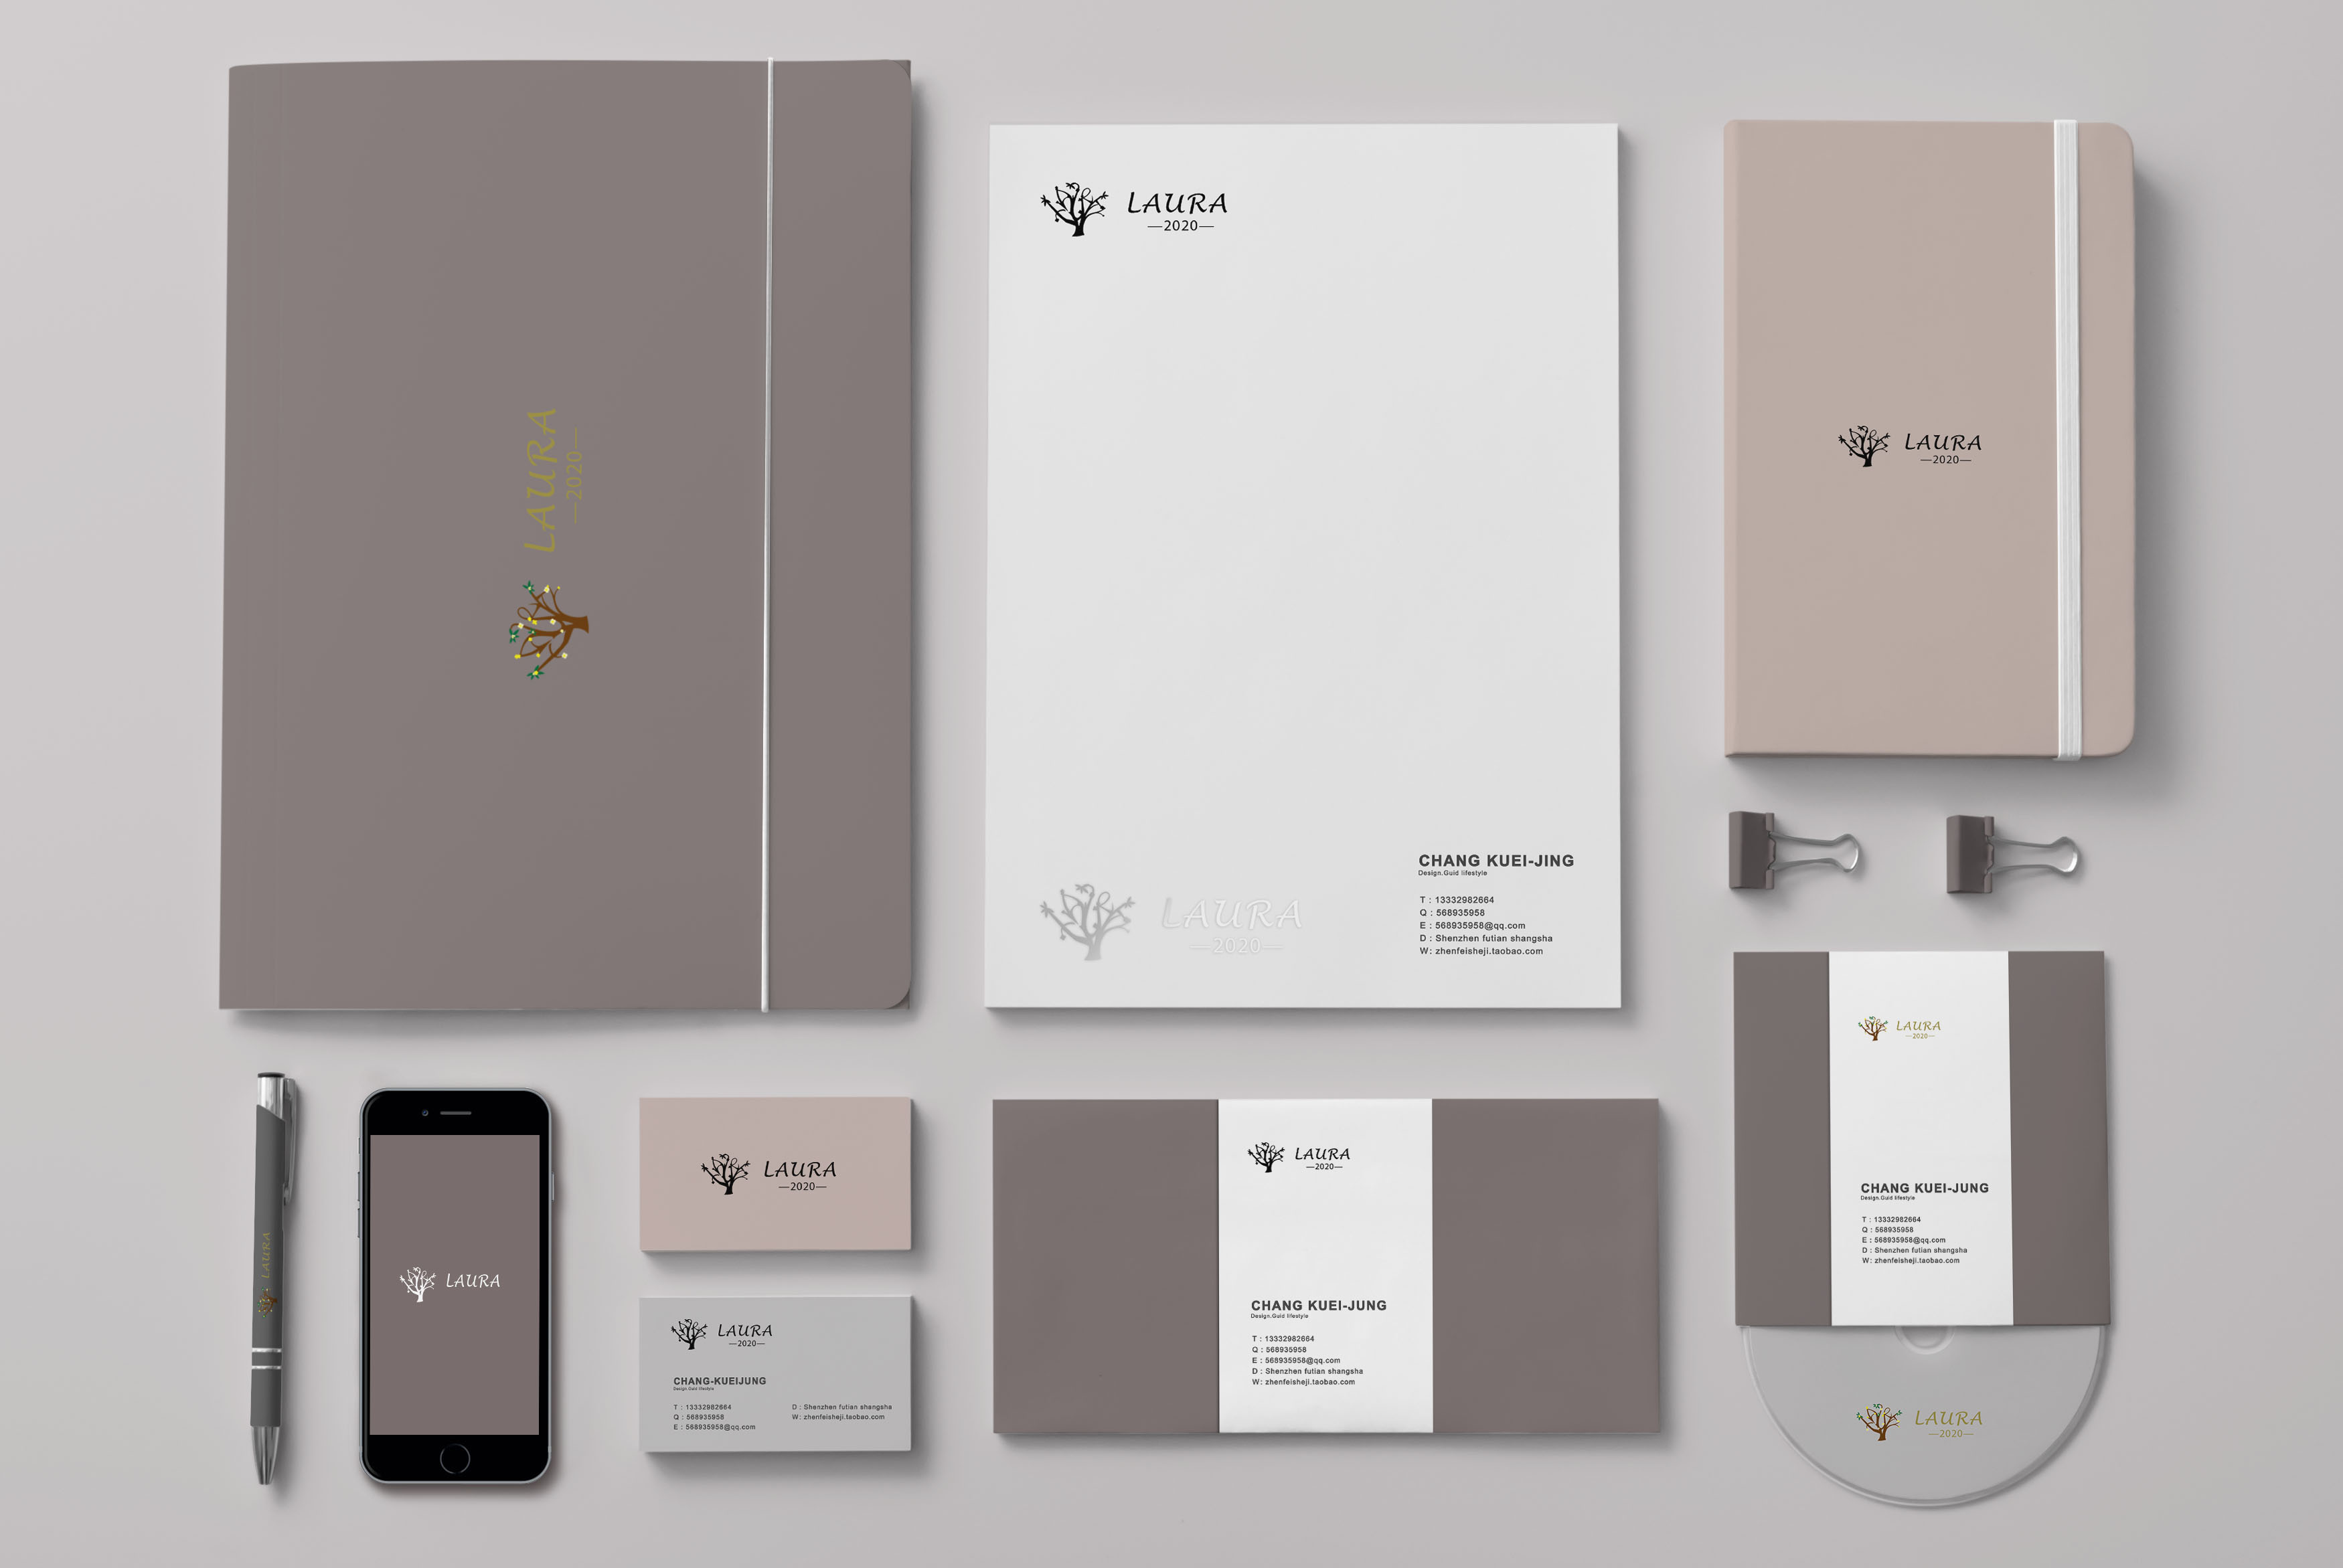 LAURA
—2020—
LAURA
—2020—
CHANG KUEI-JING
Design.Guid lifestyle
T : 13332982664
Q : 568935958
E : 568935958@qq.com
D : Shenzhen futian shangsha
W: zhenfeisheji.taobao.com
LAURA
—2020—
LAURA
—2020—
LAURA
—2020—
CHANG KUEI-JUNG
Design.Guid lifestyle
T : 13332982664
Q : 568935958
E : 568935958@qq.com
D : Shenzhen futian shangsha
W: zhenfeisheji.taobao.com
LAURA
—2020—
LAURA
LAURA
LAURA
—2020—
LAURA
—2020—
CHANG-KUEIJUNG
Design.Guid lifestyle
T : 13332982664
Q : 568935958
E : 568935958@qq.com
D : Shenzhen futian shangsha
W: zhenfeisheji.taobao.com
LAURA
—2020—
CHANG KUEI-JUNG
Design.Guid lifestyle
T : 13332982664
Q : 568935958
E : 568935958@qq.com
D : Shenzhen futian shangsha
W: zhenfeisheji.taobao.com